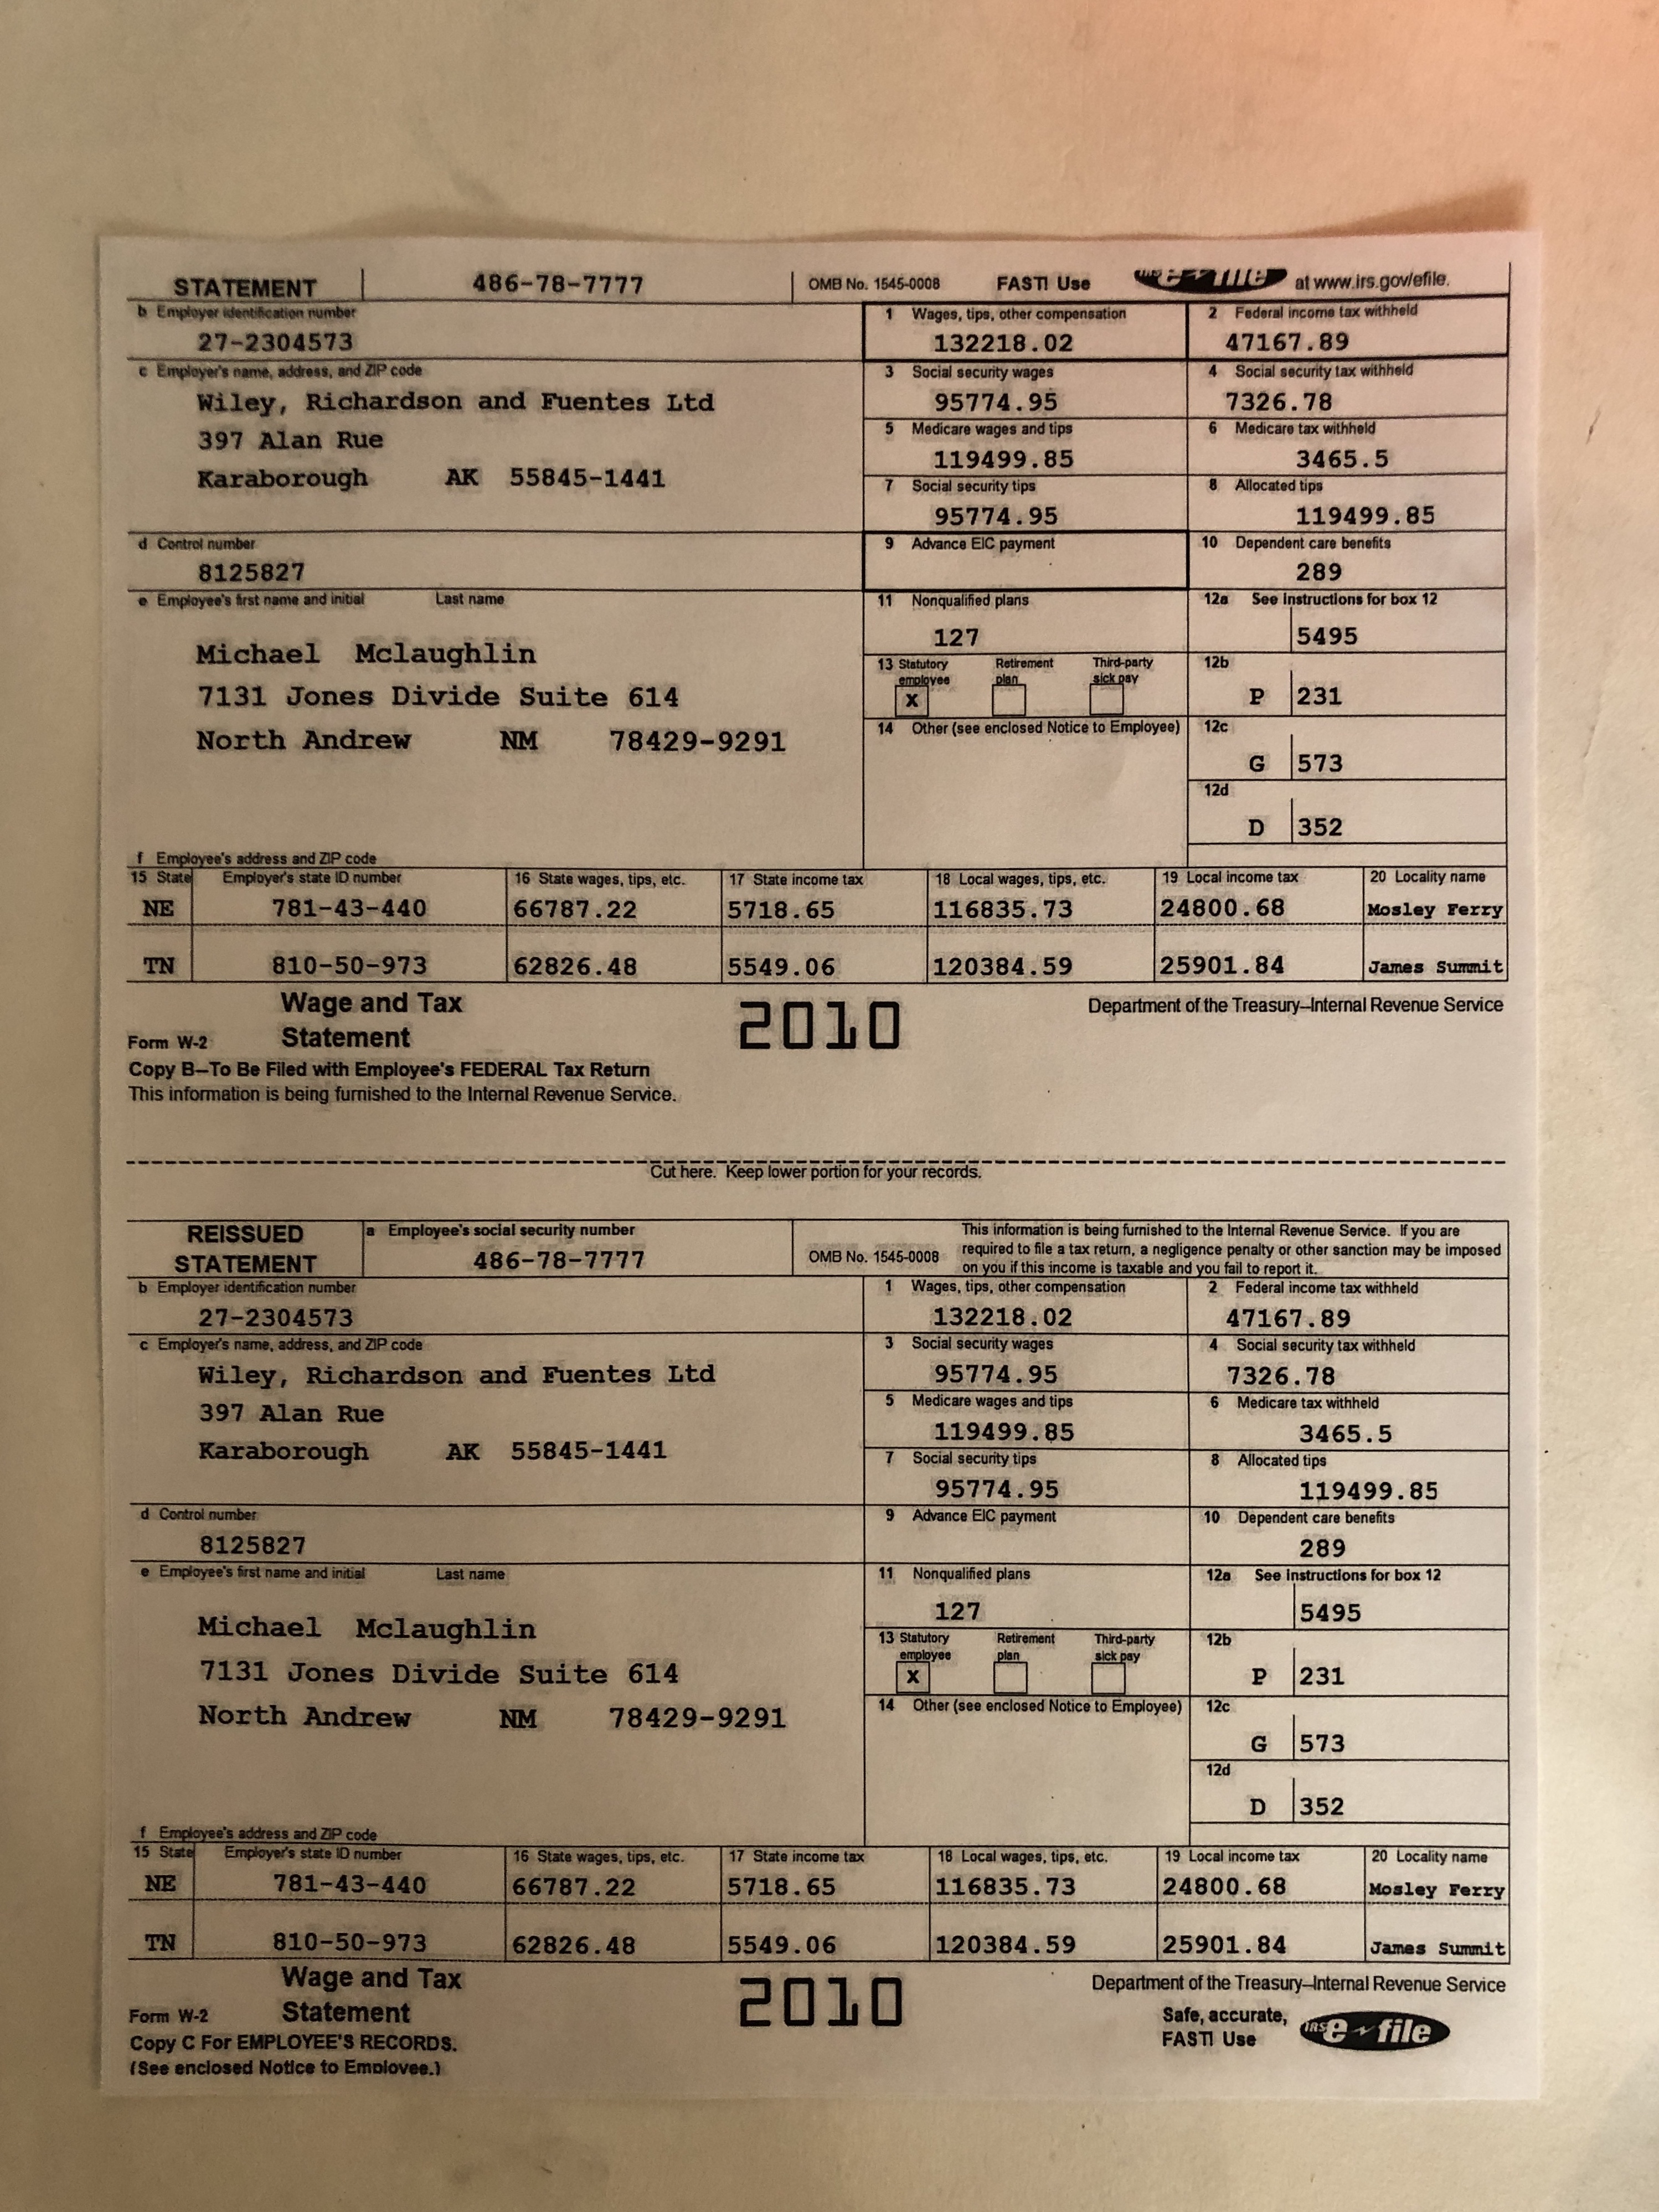 STATEMENT 486-78-7777 OMB No. 1545-0008 FAST! Use e file at www.irs.gov/efile.
b Employer identification number 1 Wages, tips, other compensation 2 Federal income tax withheld
27-2304573 132218.02 47167.89
c Employer's name, address, and ZIP code 3 Social security wages 4 Social security tax withheld
Wiley, Richardson and Fuentes Ltd 95774.95 7326.78
397 Alan Rue 5 Medicare wages and tips 6 Medicare tax withheld
119499.85 3465.5
Karaborough AK 55845-1441 7 Social security tips 8 Allocated tips
95774.95 119499.85
d Control number 9 Advance EIC payment 10 Dependent care benefits
8125827 289
e Employee's first name and initial Last name 11 Nonqualified plans 12a See instructions for box 12
127 5495
Michael Mclaughlin 13 Statutory employee Retirement plan Third-party sick pay 12b
7131 Jones Divide Suite 614 X P 231
North Andrew NM 78429-9291 14 Other (see enclosed Notice to Employee) 12c
G 573
12d
D 352
f Employee's address and ZIP code
15 State Employer's state ID number 16 State wages, tips, etc. 17 State income tax 18 Local wages, tips, etc. 19 Local income tax 20 Locality name
NE 781-43-440 66787.22 5718.65 116835.73 24800.68 Mosley Ferry
TN 810-50-973 62826.48 5549.06 120384.59 25901.84 James Summit
Wage and Tax 2010 Department of the Treasury–Internal Revenue Service
Form W-2 Statement
Copy B–To Be Filed with Employee's FEDERAL Tax Return
This information is being furnished to the Internal Revenue Service.
Cut here. Keep lower portion for your records.
REISSUED a Employee's social security number This information is being furnished to the Internal Revenue Service. If you are
STATEMENT 486-78-7777 OMB No. 1545-0008 required to file a tax return, a negligence penalty or other sanction may be imposed
on you if this income is taxable and you fail to report it.
b Employer identification number 1 Wages, tips, other compensation 2 Federal income tax withheld
27-2304573 132218.02 47167.89
c Employer's name, address, and ZIP code 3 Social security wages 4 Social security tax withheld
Wiley, Richardson and Fuentes Ltd 95774.95 7326.78
397 Alan Rue 5 Medicare wages and tips 6 Medicare tax withheld
119499.85 3465.5
Karaborough AK 55845-1441 7 Social security tips 8 Allocated tips
95774.95 119499.85
d Control number 9 Advance EIC payment 10 Dependent care benefits
8125827 289
e Employee's first name and initial Last name 11 Nonqualified plans 12a See instructions for box 12
127 5495
Michael Mclaughlin 13 Statutory employee Retirement plan Third-party sick pay 12b
7131 Jones Divide Suite 614 X P 231
North Andrew NM 78429-9291 14 Other (see enclosed Notice to Employee) 12c
G 573
12d
D 352
f Employee's address and ZIP code
15 State Employer's state ID number 16 State wages, tips, etc. 17 State income tax 18 Local wages, tips, etc. 19 Local income tax 20 Locality name
NE 781-43-440 66787.22 5718.65 116835.73 24800.68 Mosley Ferry
TN 810-50-973 62826.48 5549.06 120384.59 25901.84 James Summit
Wage and Tax 2010 Department of the Treasury–Internal Revenue Service
Form W-2 Statement Safe, accurate,
FAST! Use IRS e file
Copy C For EMPLOYEE'S RECORDS.
(See enclosed Notice to Employee.)